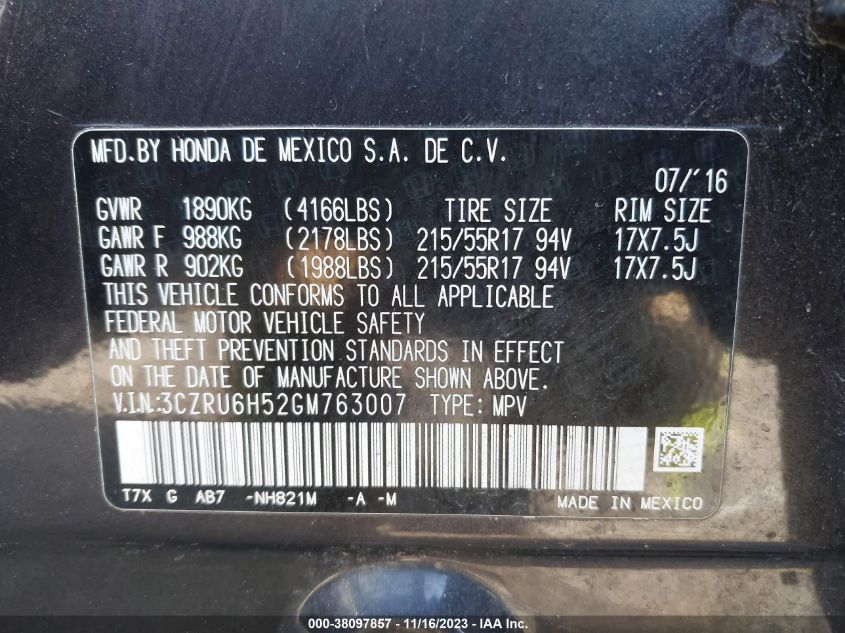 MFD.BY HONDA DE MEXICO S.A. DE C.V.
07/'16
GVWR 1890KG (4166LBS) TIRE SIZE RIM SIZE
GAWR F 988KG (2178LBS) 215/55R17 94V 17X7.5J
GAWR R 902KG (1988LBS) 215/55R17 94V 17X7.5J
THIS VEHICLE CONFORMS TO ALL APPLICABLE
FEDERAL MOTOR VEHICLE SAFETY
AND THEFT PREVENTION STANDARDS IN EFFECT
ON THE DATE OF MANUFACTURE SHOWN ABOVE.
V.I.N:3CZRU6H52GM763007 TYPE: MPV
T7X G AB7 -NH821M -A -M MADE IN MEXICO
000-38097857 - 11/16/2023 - IAA Inc.